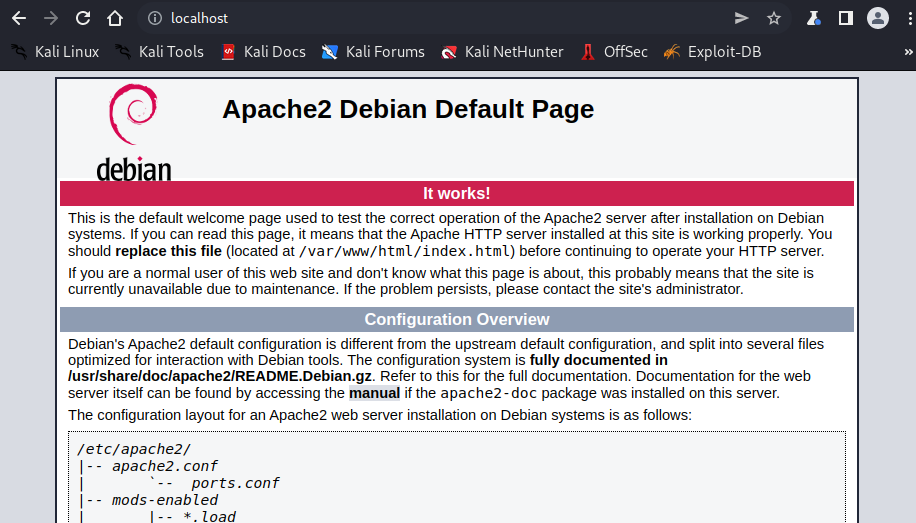 localhost
Kali Linux Kali Tools Kali Docs Kali Forums Kali NetHunter OffSec Exploit-DB »
debian
Apache2 Debian Default Page
It works!
This is the default welcome page used to test the correct operation of the Apache2 server after installation on Debian
systems. If you can read this page, it means that the Apache HTTP server installed at this site is working properly. You
should replace this file (located at /var/www/html/index.html) before continuing to operate your HTTP server.
If you are a normal user of this web site and don't know what this page is about, this probably means that the site is
currently unavailable due to maintenance. If the problem persists, please contact the site's administrator.
Configuration Overview
Debian's Apache2 default configuration is different from the upstream default configuration, and split into several files
optimized for interaction with Debian tools. The configuration system is fully documented in
/usr/share/doc/apache2/README.Debian.gz. Refer to this for the full documentation. Documentation for the web
server itself can be found by accessing the manual if the apache2-doc package was installed on this server.
The configuration layout for an Apache2 web server installation on Debian systems is as follows:
/etc/apache2/
|-- apache2.conf
|       `--  ports.conf
|-- mods-enabled
|       |-- *.load